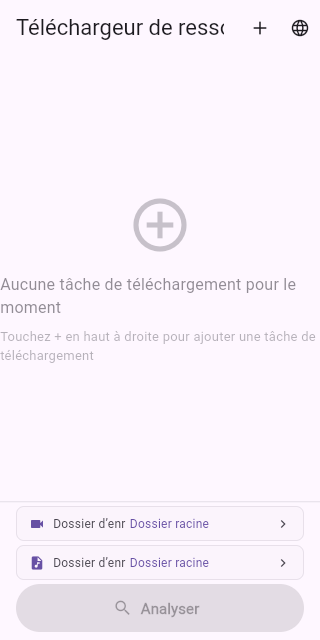 Téléchargeur de resso
Aucune tâche de téléchargement pour le
moment
Touchez + en haut à droite pour ajouter une tâche de
téléchargement
Dossier d'enr Dossier racine
Dossier d'enr Dossier racine
Analyser